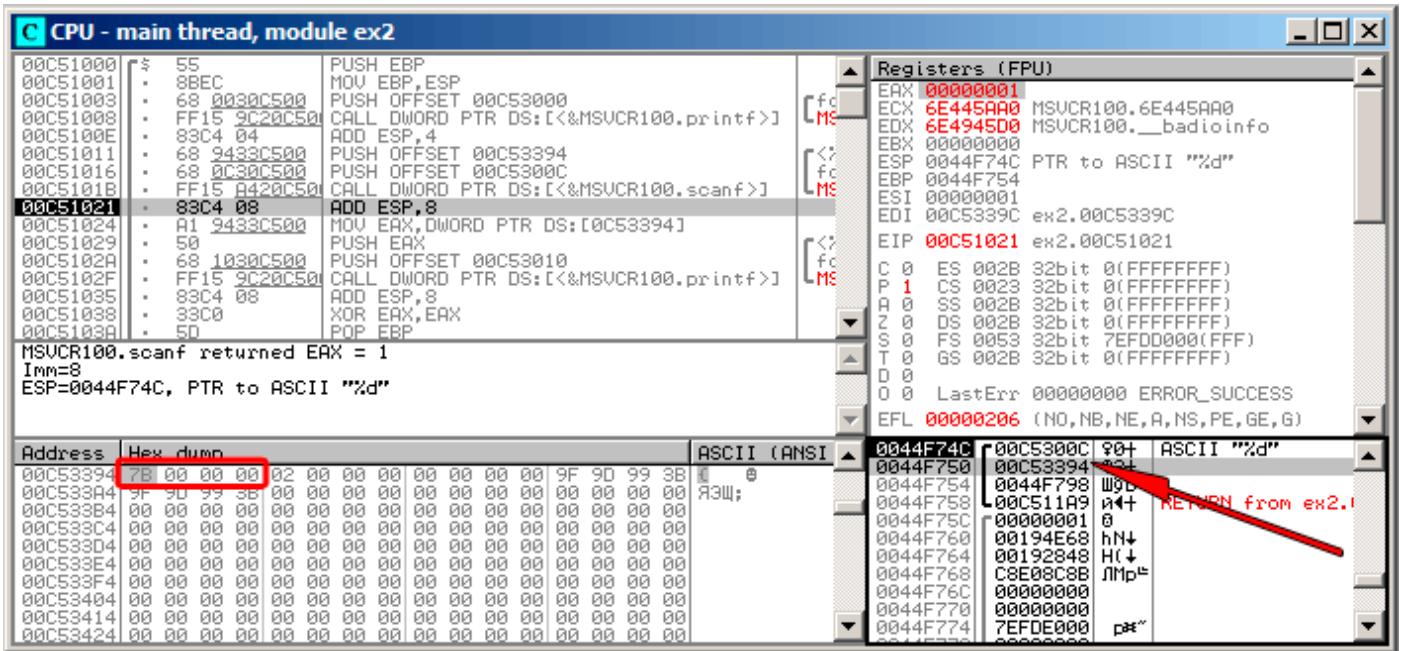 C CPU - main thread, module ex2
00C51000 $ 55 PUSH EBP
00C51001 . 8BEC MOV EBP,ESP
00C51003 . 68 0030C500 PUSH OFFSET 00C53000
00C51008 . FF15 9C20C50 CALL DWORD PTR DS:[<&MSVCR100.printf>]
00C5100E . 83C4 04 ADD ESP,4
00C51011 . 68 9433C500 PUSH OFFSET 00C53394
00C51016 . 68 0C30C500 PUSH OFFSET 00C5300C
00C5101B . FF15 A420C50 CALL DWORD PTR DS:[<&MSVCR100.scanf>]
00C51021 . 83C4 08 ADD ESP,8
00C51024 . A1 9433C500 MOV EAX,DWORD PTR DS:[0C53394]
00C51029 . 50 PUSH EAX
00C5102A . 68 1030C500 PUSH OFFSET 00C53010
00C5102F . FF15 9C20C50 CALL DWORD PTR DS:[<&MSVCR100.printf>]
00C51035 . 83C4 08 ADD ESP,8
00C51038 . 33C0 XOR EAX,EAX
00C5103A . 5D POP EBP
MSVCR100.scanf returned EAX = 1
Imm=8
ESP=0044F74C, PTR to ASCII "%d"
Registers (FPU)
EAX 00000001
ECX 6E445AA0 MSVCR100.6E445AA0
EDX 6E4945D0 MSVCR100.__badioinfo
EBX 00000000
ESP 0044F74C PTR to ASCII "%d"
EBP 0044F754
ESI 00000001
EDI 00C5339C ex2.00C5339C
EIP 00C51021 ex2.00C51021
C 0 ES 002B 32bit 0(FFFFFFFF)
P 1 CS 0023 32bit 0(FFFFFFFF)
A 0 SS 002B 32bit 0(FFFFFFFF)
Z 0 DS 002B 32bit 0(FFFFFFFF)
S 0 FS 0053 32bit 7EFDD000(FFF)
T 0 GS 002B 32bit 0(FFFFFFFF)
D 0
O 0 LastErr 00000000 ERROR_SUCCESS
EFL 00000206 (NO,NB,NE,A,NS,PE,GE,G)
Address Hex dump ASCII (ANSI
00C53394 7B 00 00 00 02 00 00 00 00 00 00 00 9F 9D 99 3B {
00C533A4 9F 9D 99 3B 00 00 00 00 00 00 00 00 00 00 00 00 ЯЭЩ;
00C533B4 00 00 00 00 00 00 00 00 00 00 00 00 00 00 00 00
00C533C4 00 00 00 00 00 00 00 00 00 00 00 00 00 00 00 00
00C533D4 00 00 00 00 00 00 00 00 00 00 00 00 00 00 00 00
00C533E4 00 00 00 00 00 00 00 00 00 00 00 00 00 00 00 00
00C533F4 00 00 00 00 00 00 00 00 00 00 00 00 00 00 00 00
00C53404 00 00 00 00 00 00 00 00 00 00 00 00 00 00 00 00
00C53414 00 00 00 00 00 00 00 00 00 00 00 00 00 00 00 00
00C53424 00 00 00 00 00 00 00 00 00 00 00 00 00 00 00 00
0044F74C 00C5300C ASCII "%d"
0044F750 00C53394
0044F754 0044F798
0044F758 00C511A9 RETURN from ex2.
0044F75C 00000001
0044F760 00194E68 hN↓
0044F764 00192848 H(↓
0044F768 C8E08C8B
0044F76C 00000000
0044F770 00000000
0044F774 7EFDE000